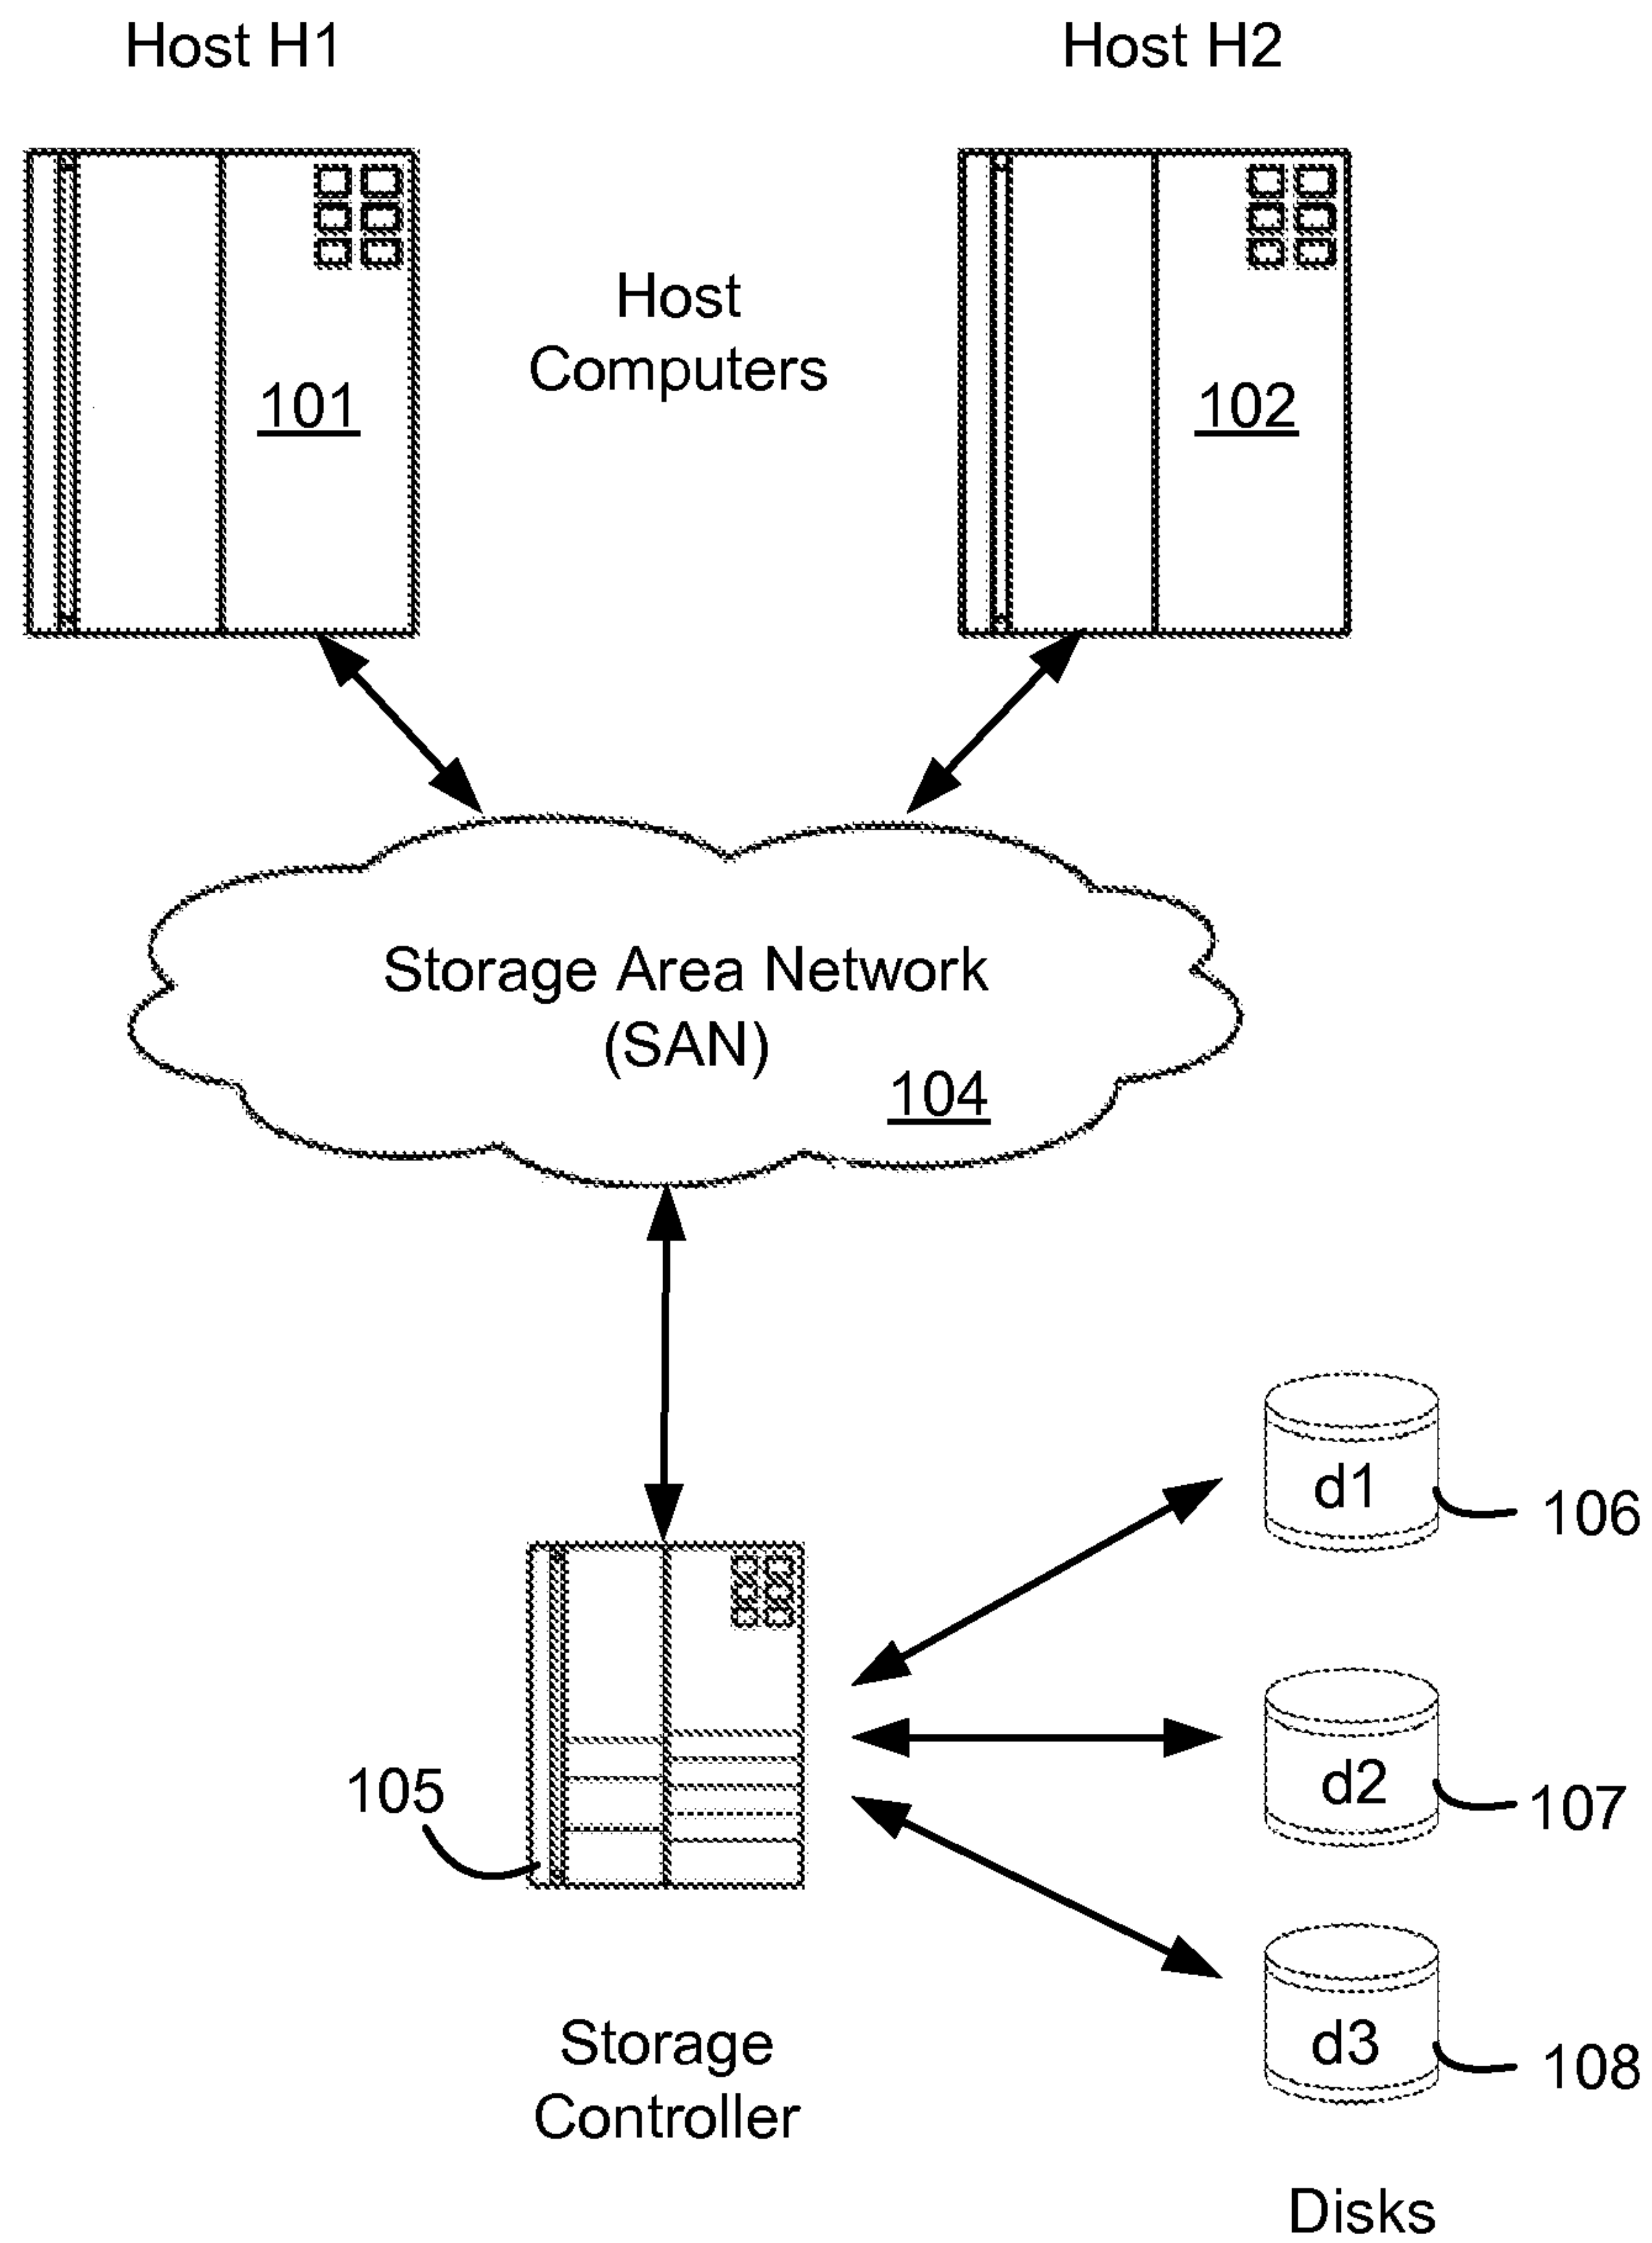 Host H1
Host H2
Host
Computers
101
102
Storage Area Network
(SAN)
104
d1
106
105
d2
107
d3
108
Storage
Controller
Disks